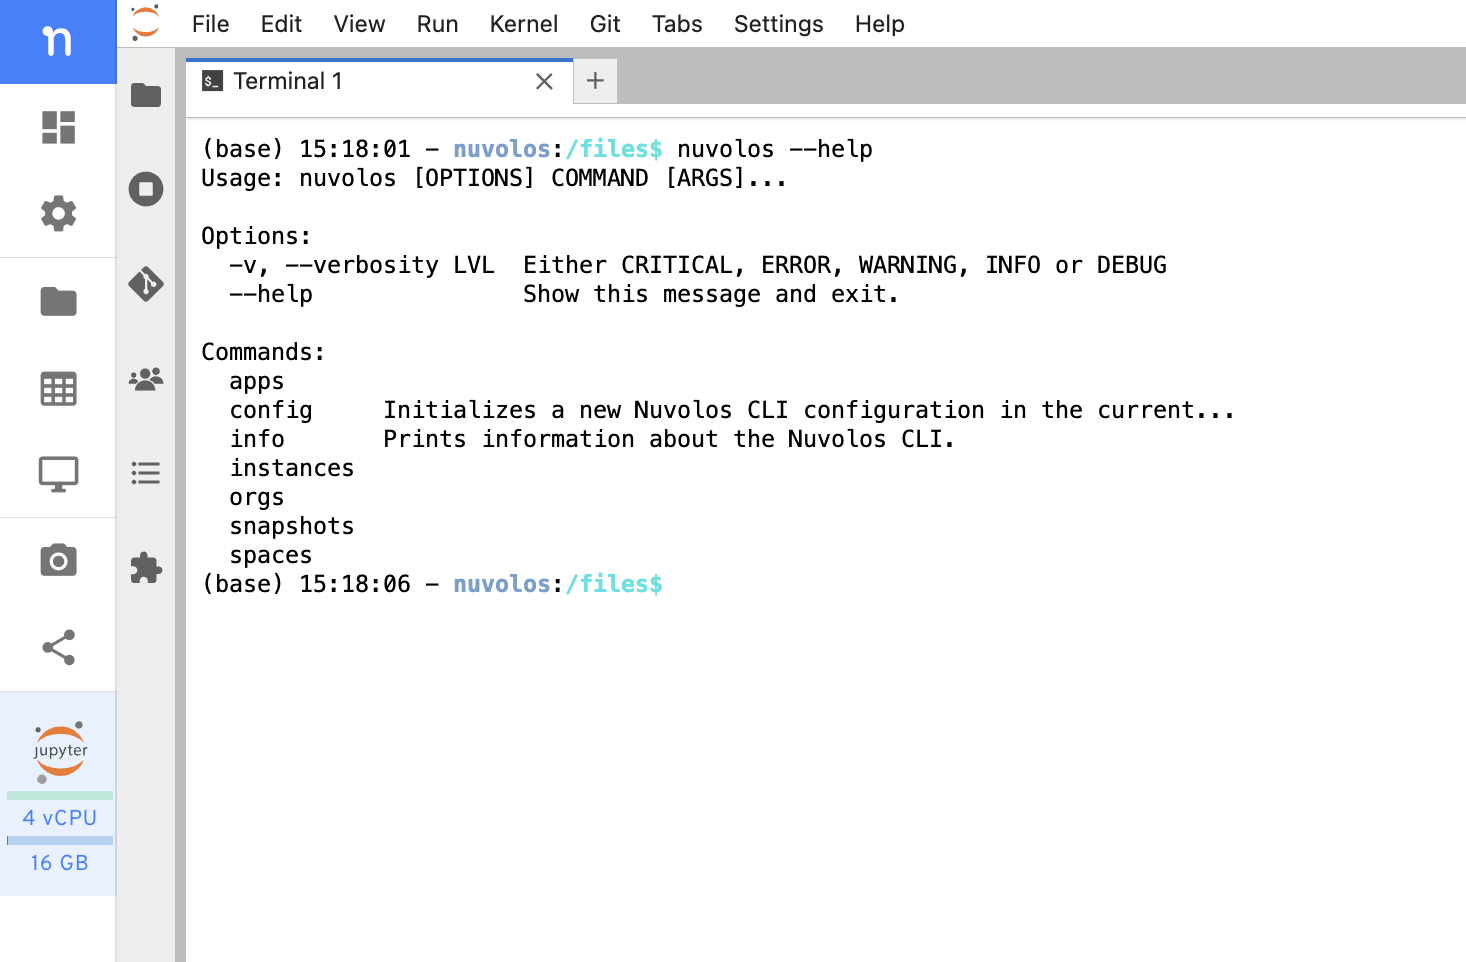 n
File Edit View Run Kernel Git Tabs Settings Help
$_ Terminal 1
(base) 15:18:01 - nuvolos:/files$ nuvolos --help
Usage: nuvolos [OPTIONS] COMMAND [ARGS]...
Options:
-v, --verbosity LVL Either CRITICAL, ERROR, WARNING, INFO or DEBUG
--help Show this message and exit.
Commands:
apps
config Initializes a new Nuvolos CLI configuration in the current...
info Prints information about the Nuvolos CLI.
instances
orgs
snapshots
spaces
(base) 15:18:06 - nuvolos:/files$
jupyter
4 vCPU
16 GB